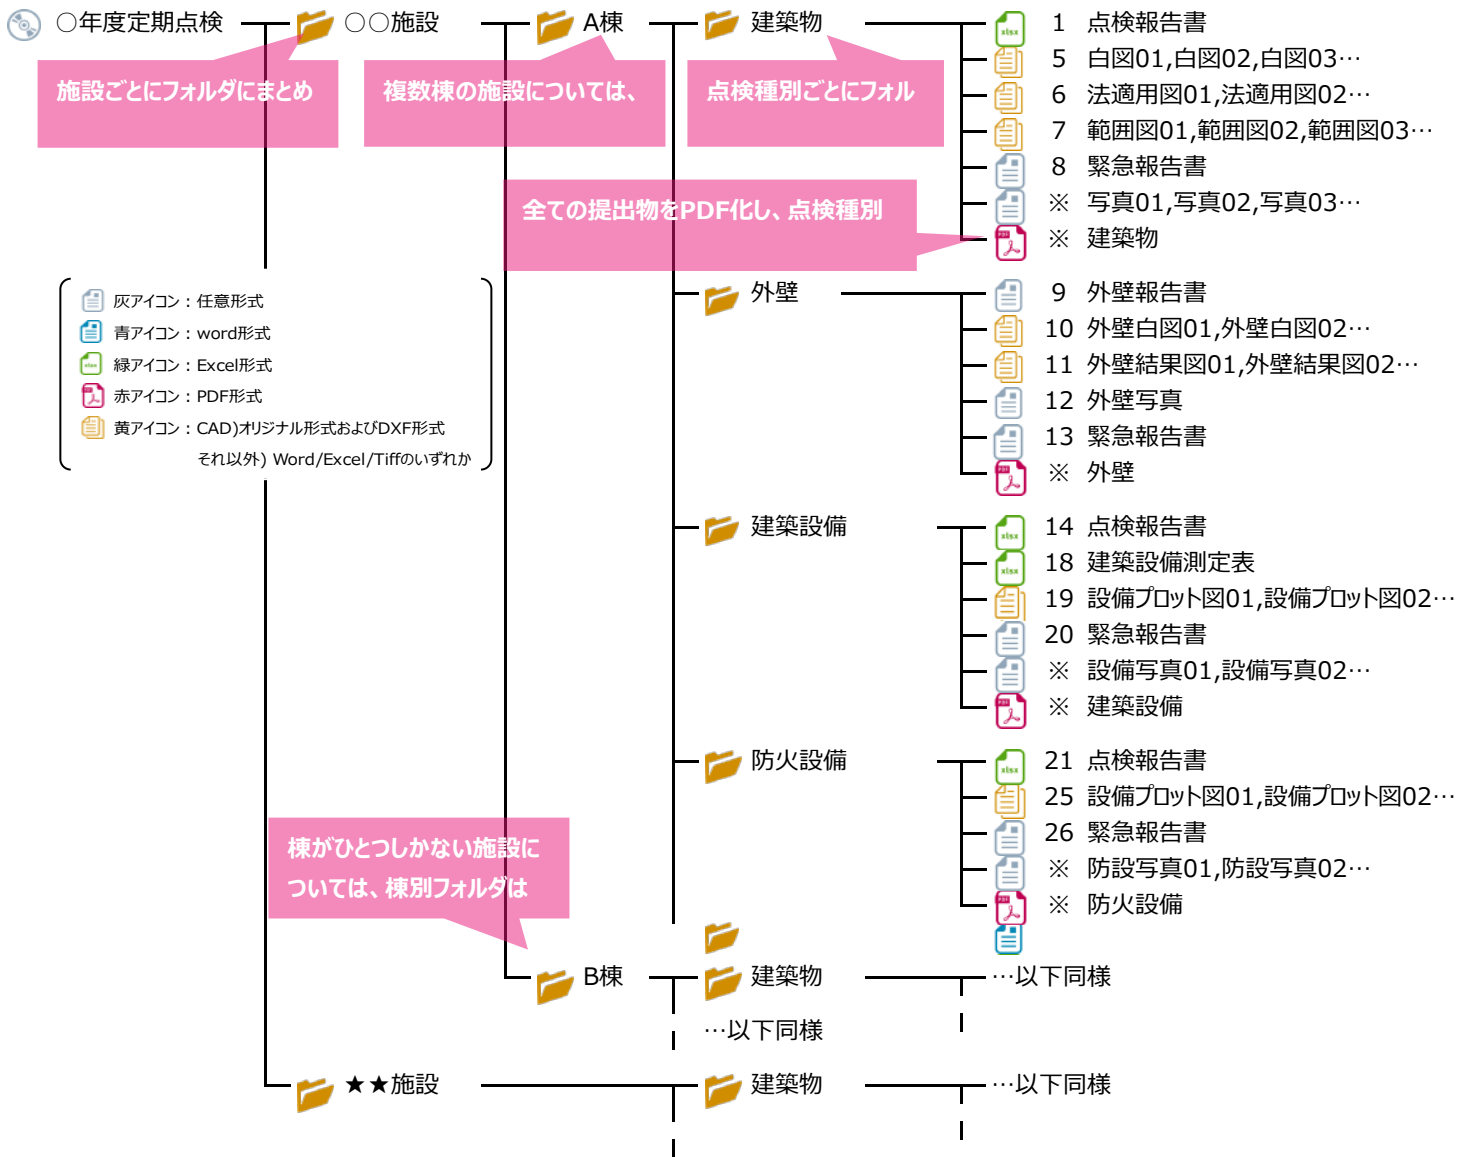 ○年度定期点検
○○施設
A棟
建築物
1 点検報告書
5 白図01,白図02,白図03…
6 法適用図01,法適用図02…
7 範囲図01,範囲図02,範囲図03…
8 緊急報告書
※ 写真01,写真02,写真03…
※ 建築物
施設ごとにフォルダにまとめ
複数棟の施設については、
点検種別ごとにフォル
全ての提出物をPDF化し、点検種別
灰アイコン：任意形式
青アイコン：word形式
緑アイコン：Excel形式
赤アイコン：PDF形式
黄アイコン：CAD)オリジナル形式およびDXF形式
それ以外) Word/Excel/Tiffのいずれか
外壁
9 外壁報告書
10 外壁白図01,外壁白図02…
11 外壁結果図01,外壁結果図02…
12 外壁写真
13 緊急報告書
※ 外壁
建築設備
14 点検報告書
18 建築設備測定表
19 設備プロット図01,設備プロット図02…
20 緊急報告書
※ 設備写真01,設備写真02…
※ 建築設備
防火設備
21 点検報告書
25 設備プロット図01,設備プロット図02…
26 緊急報告書
※ 防設写真01,防設写真02…
※ 防火設備
棟がひとつしかない施設に
ついては、棟別フォルダは
B棟
建築物
…以下同様
…以下同様
★★施設
建築物
…以下同様